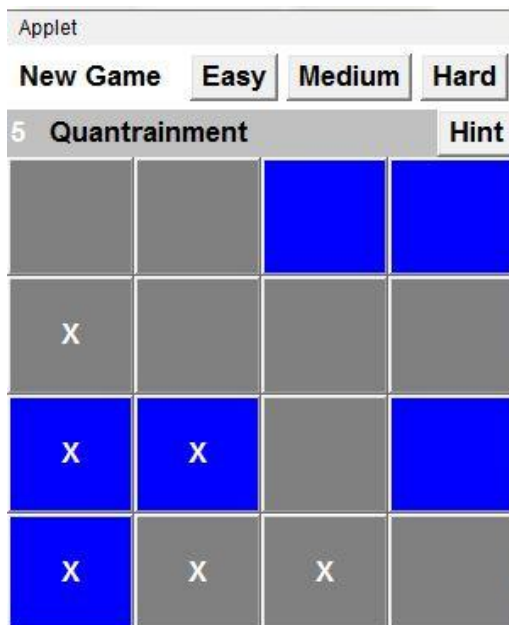 Applet
New Game Easy Medium Hard
5 Quantrainment Hint
X
X X
X X X